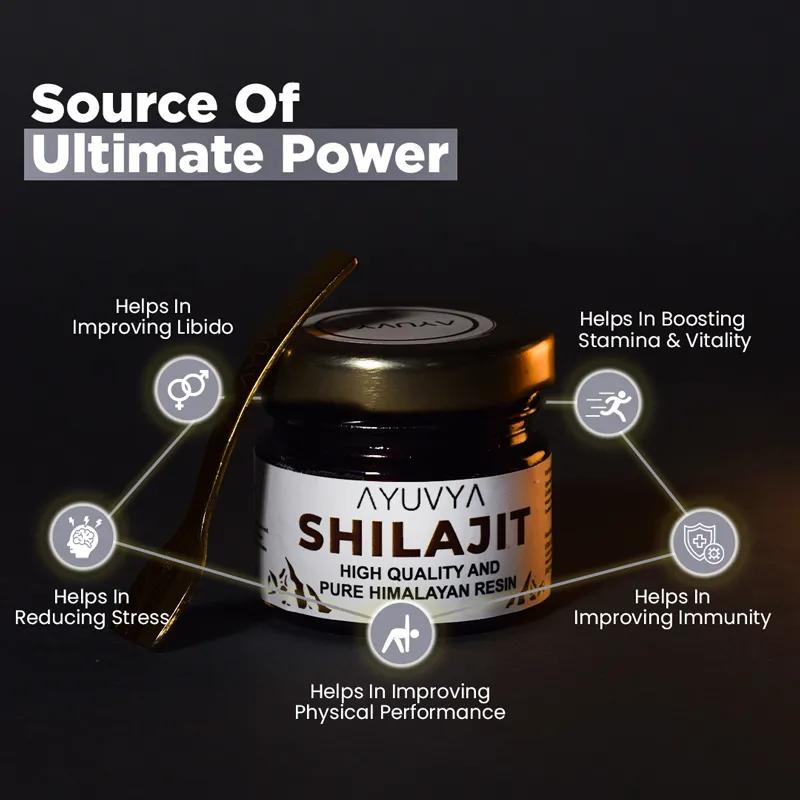 Source Of
Ultimate Power
Helps In
Improving Libido
Helps In Boosting
Stamina & Vitality
AYUVYA
AYUVYA
SHILAJIT
HIGH QUALITY AND
PURE HIMALAYAN RESIN
Helps In
Reducing Stress
Helps In
Improving Immunity
Helps In Improving
Physical Performance